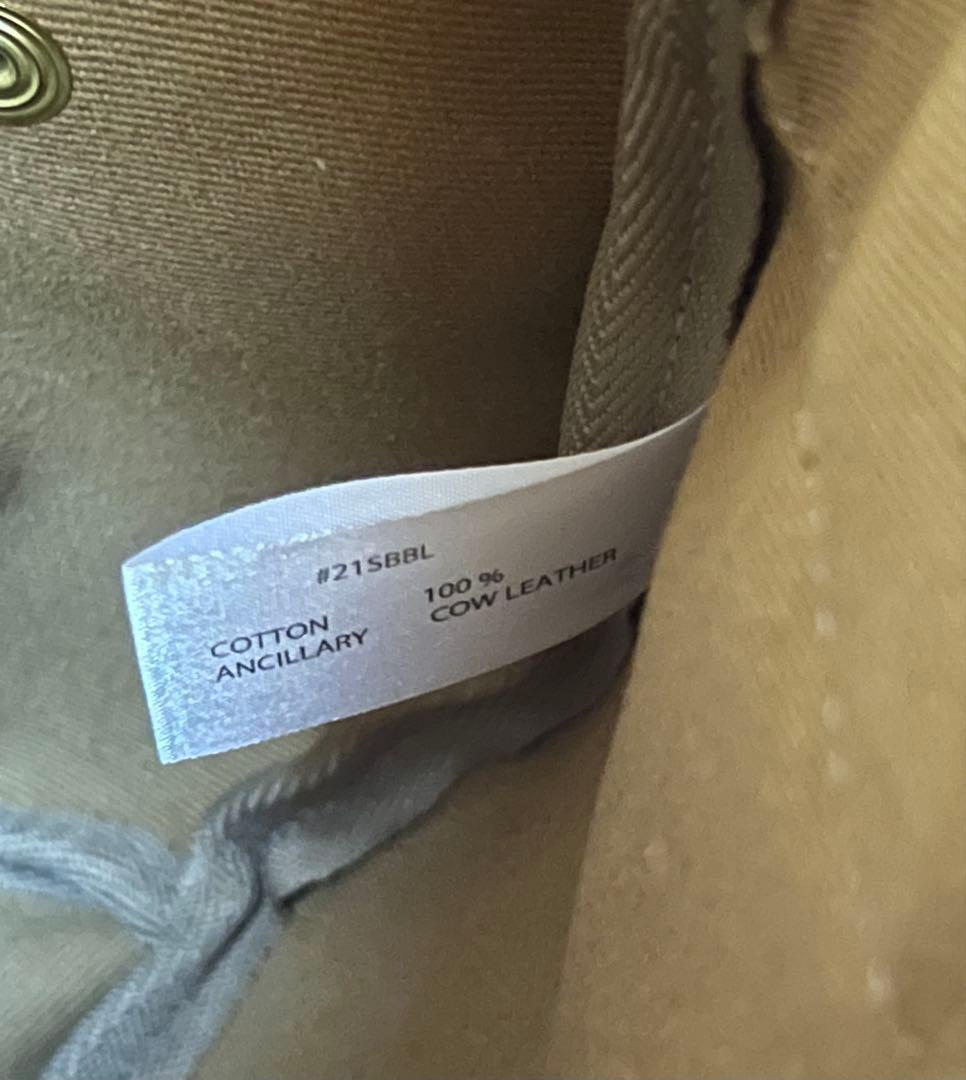 #21SBBL
COTTON 100 %
ANCILLARY COW LEATHER